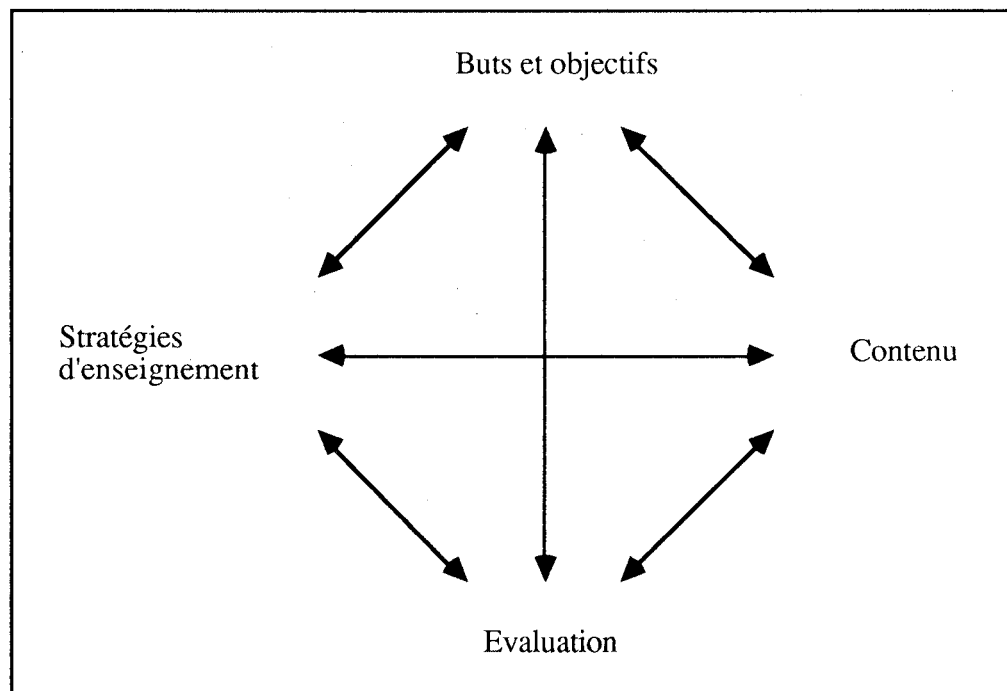 Buts et objectifs
Stratégies
d'enseignement
Contenu
Evaluation